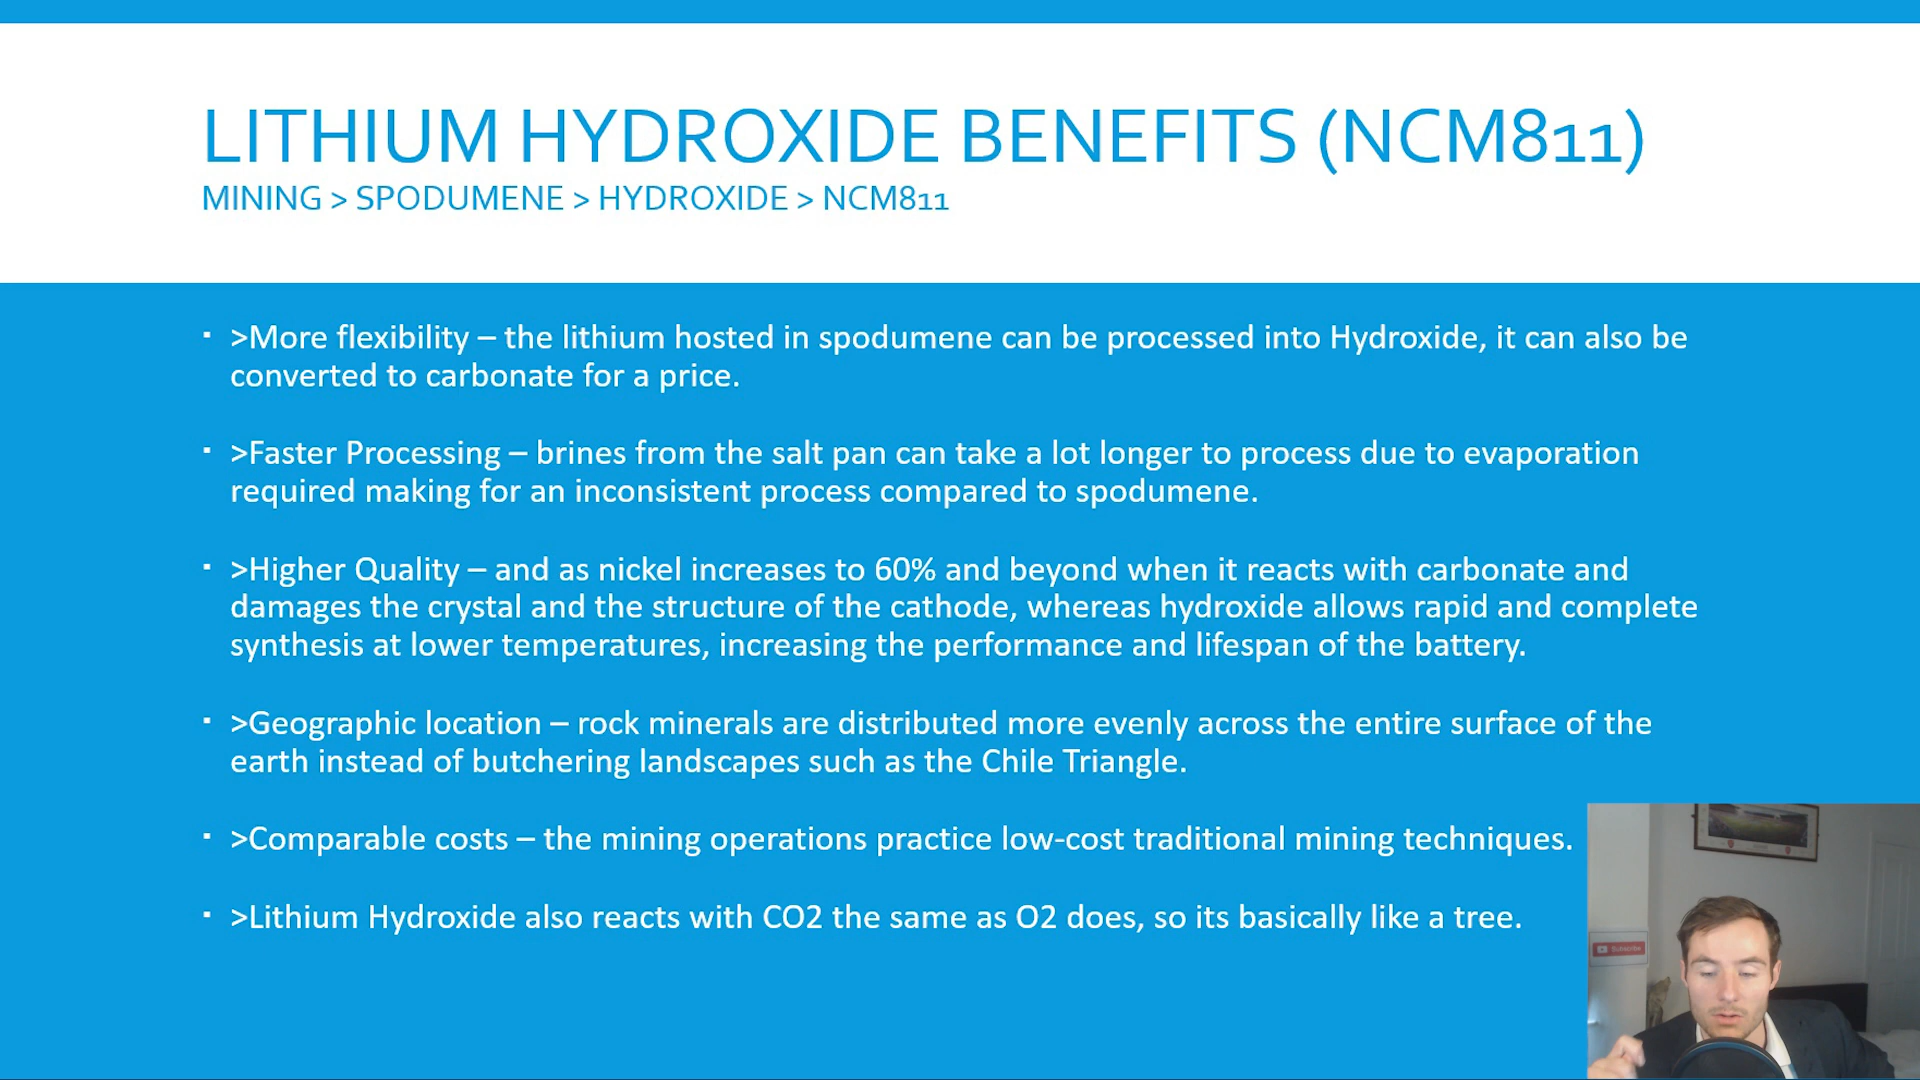 LITHIUM HYDROXIDE BENEFITS (NCM811)
MINING > SPODUMENE > HYDROXIDE > NCM811
▪ >More flexibility – the lithium hosted in spodumene can be processed into Hydroxide, it can also be
converted to carbonate for a price.
▪ >Faster Processing – brines from the salt pan can take a lot longer to process due to evaporation
required making for an inconsistent process compared to spodumene.
▪ >Higher Quality – and as nickel increases to 60% and beyond when it reacts with carbonate and
damages the crystal and the structure of the cathode, whereas hydroxide allows rapid and complete
synthesis at lower temperatures, increasing the performance and lifespan of the battery.
▪ >Geographic location – rock minerals are distributed more evenly across the entire surface of the
earth instead of butchering landscapes such as the Chile Triangle.
▪ >Comparable costs – the mining operations practice low-cost traditional mining techniques.
▪ >Lithium Hydroxide also reacts with CO2 the same as O2 does, so its basically like a tree.
Subscribe